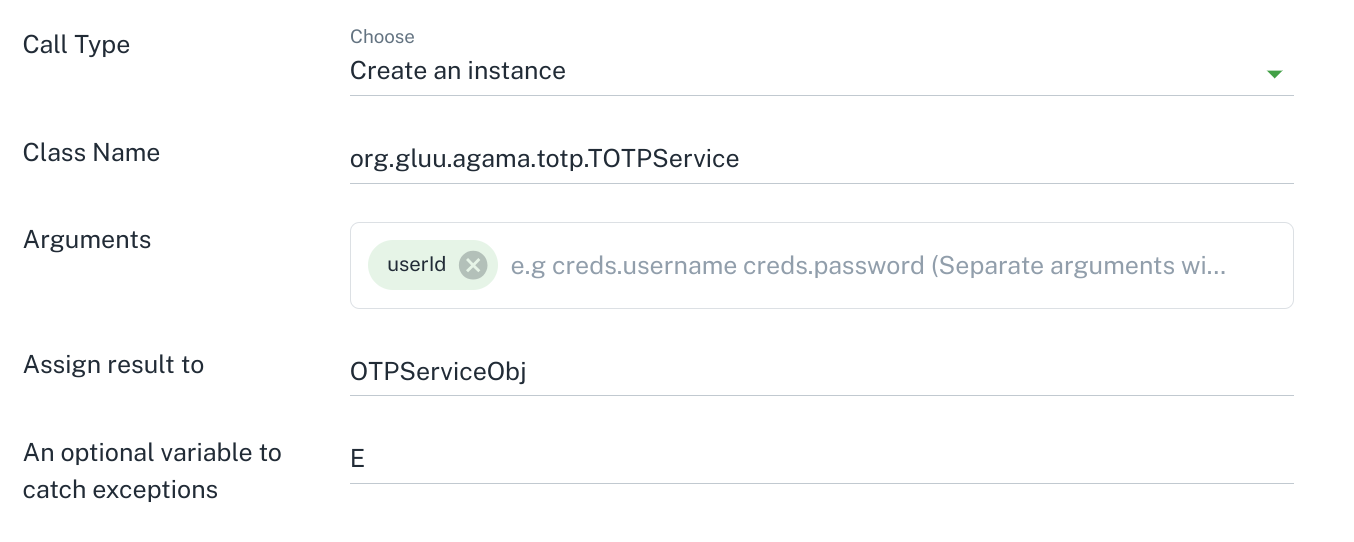 Call Type
Choose
Create an instance
Class Name
org.gluu.agama.totp.TOTPService
Arguments
userId
e.g creds.username creds.password (Separate arguments wi...
Assign result to
OTPServiceObj
An optional variable to
catch exceptions
E